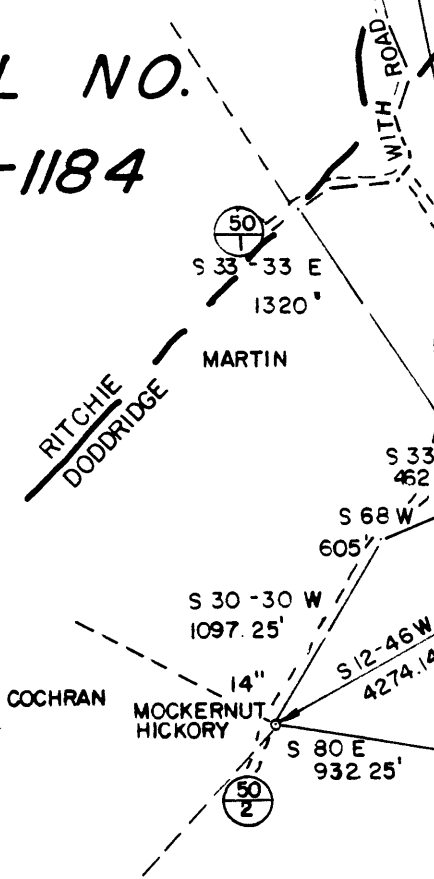 L NO.
-1184
WITH ROAD
50
1
S 33-33 E
1320'
MARTIN
RITCHIE
DODDRIDGE
S 33
462
S 68 W
605'
S 30-30 W
1097.25'
S 12-46 W
4274.14
COCHRAN
14"
MOCKERNUT
HICKORY
S 80 E
932.25'
50
2